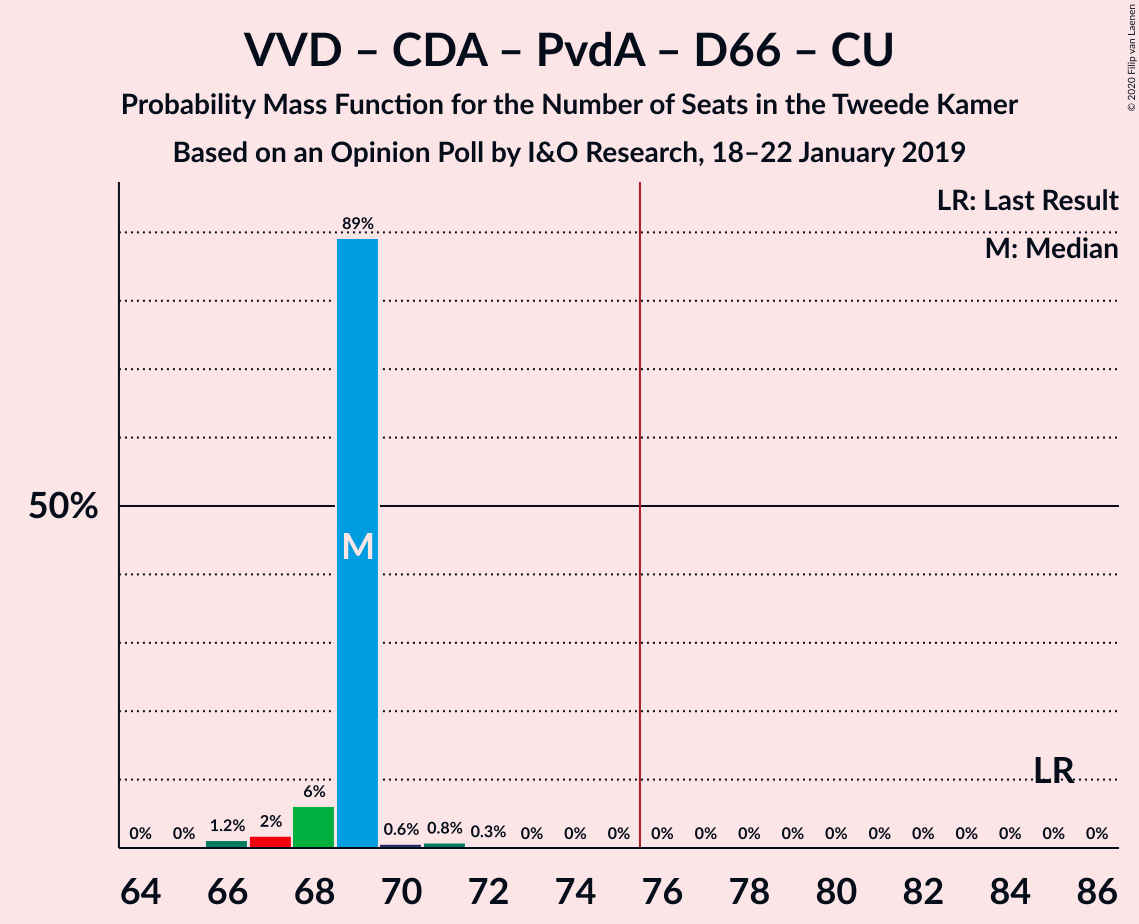 VVD – CDA – PvdA – D66 – CU
Probability Mass Function for the Number of Seats in the Tweede Kamer
Based on an Opinion Poll by I&O Research, 18–22 January 2019
© 2020 Filip van Laenen
LR: Last Result
M: Median
89%
50%
M
LR
0% 0% 1.2% 2% 6% 0.6% 0.8% 0.3% 0% 0% 0% 0% 0% 0% 0% 0% 0% 0% 0% 0% 0% 0%
64 66 68 70 72 74 76 78 80 82 84 86